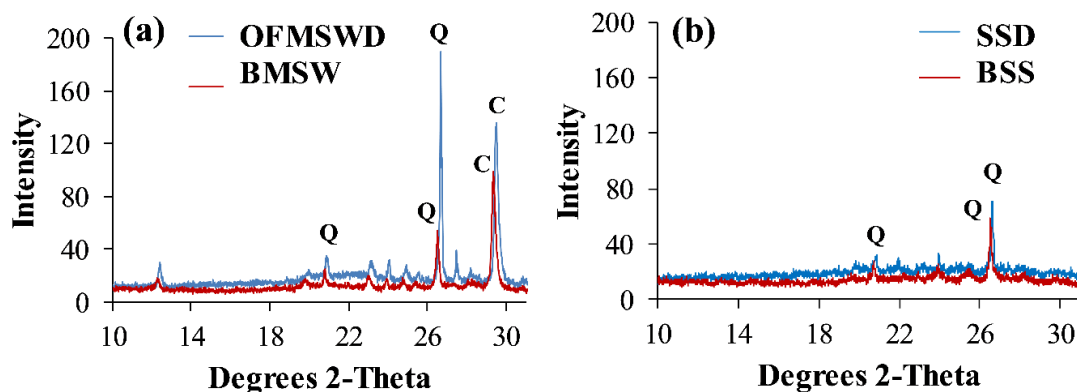 (a)
OFMSWD
BMSW
Q
C
C
Q
Q
200
160
120
80
40
0
Intensity
10
14
18
22
26
30
Degrees 2-Theta
(b)
SSD
BSS
Q
Q
Q
200
160
120
80
40
0
Intensity
10
14
18
22
26
30
Degrees 2-Theta